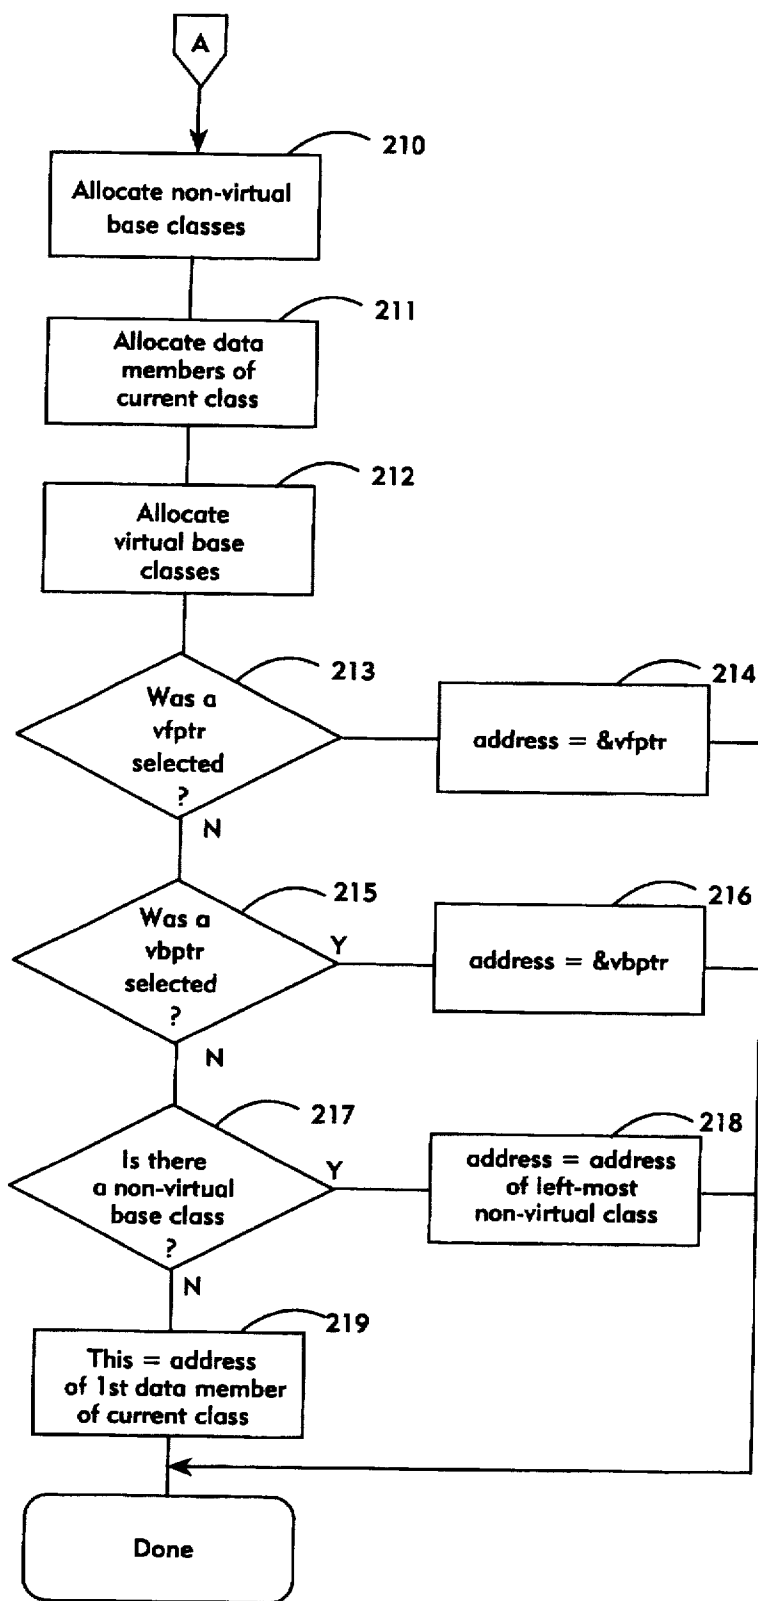 A
210
Allocate non-virtual
base classes
211
Allocate data
members of
current class
212
Allocate
virtual base
classes
213
Was a
vfptr
selected
?
N
214
address = &vfptr
215
Was a
vbptr
selected
?
Y
N
216
address = &vbptr
217
Is there
a non-virtual
base class
?
Y
N
218
address = address
of left-most
non-virtual class
219
This = address
of 1st data member
of current class
Done